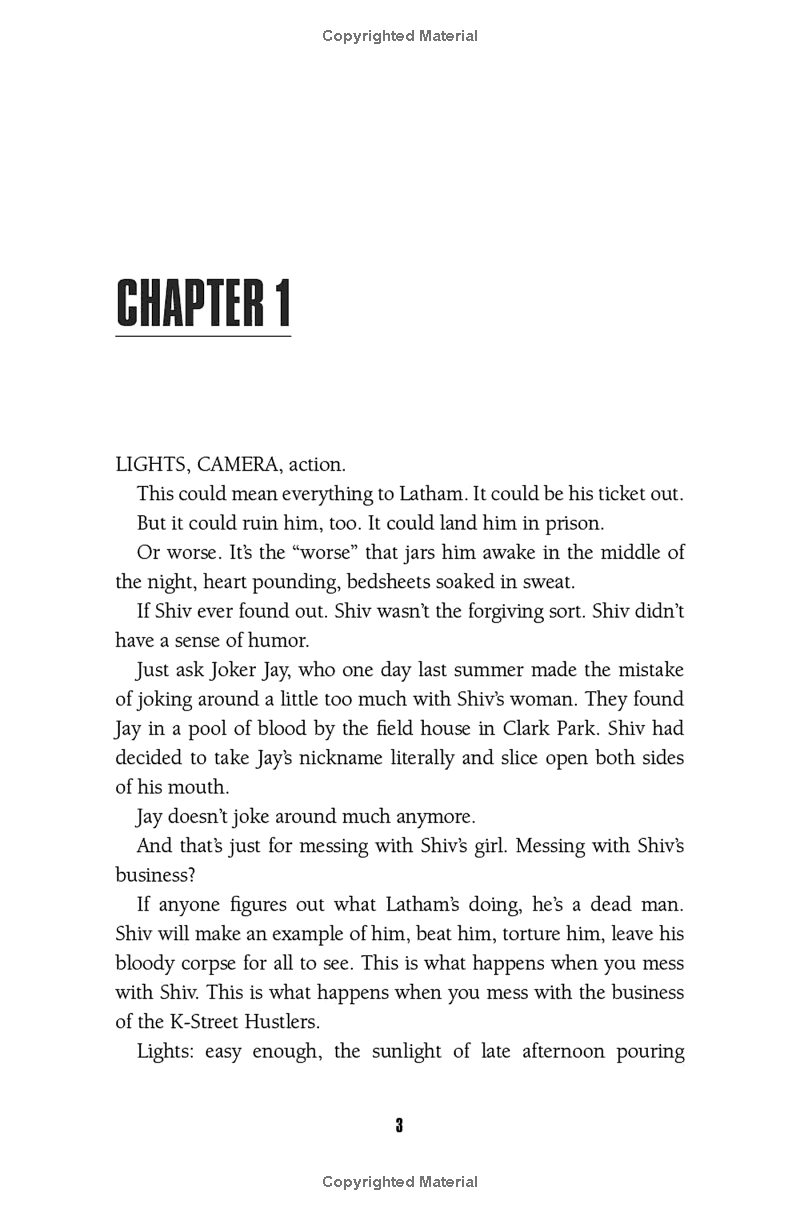 Copyrighted Material
CHAPTER 1
LIGHTS, CAMERA, action.
This could mean everything to Latham. It could be his ticket out.
But it could ruin him, too. It could land him in prison.
Or worse. It’s the “worse” that jars him awake in the middle of
the night, heart pounding, bedsheets soaked in sweat.
If Shiv ever found out. Shiv wasn’t the forgiving sort. Shiv didn’t
have a sense of humor.
Just ask Joker Jay, who one day last summer made the mistake
of joking around a little too much with Shiv’s woman. They found
Jay in a pool of blood by the field house in Clark Park. Shiv had
decided to take Jay’s nickname literally and slice open both sides
of his mouth.
Jay doesn’t joke around much anymore.
And that’s just for messing with Shiv’s girl. Messing with Shiv’s
business?
If anyone figures out what Latham’s doing, he’s a dead man.
Shiv will make an example of him, beat him, torture him, leave his
bloody corpse for all to see. This is what happens when you mess
with Shiv. This is what happens when you mess with the business
of the K-Street Hustlers.
Lights: easy enough, the sunlight of late afternoon pouring
3
Copyrighted Material